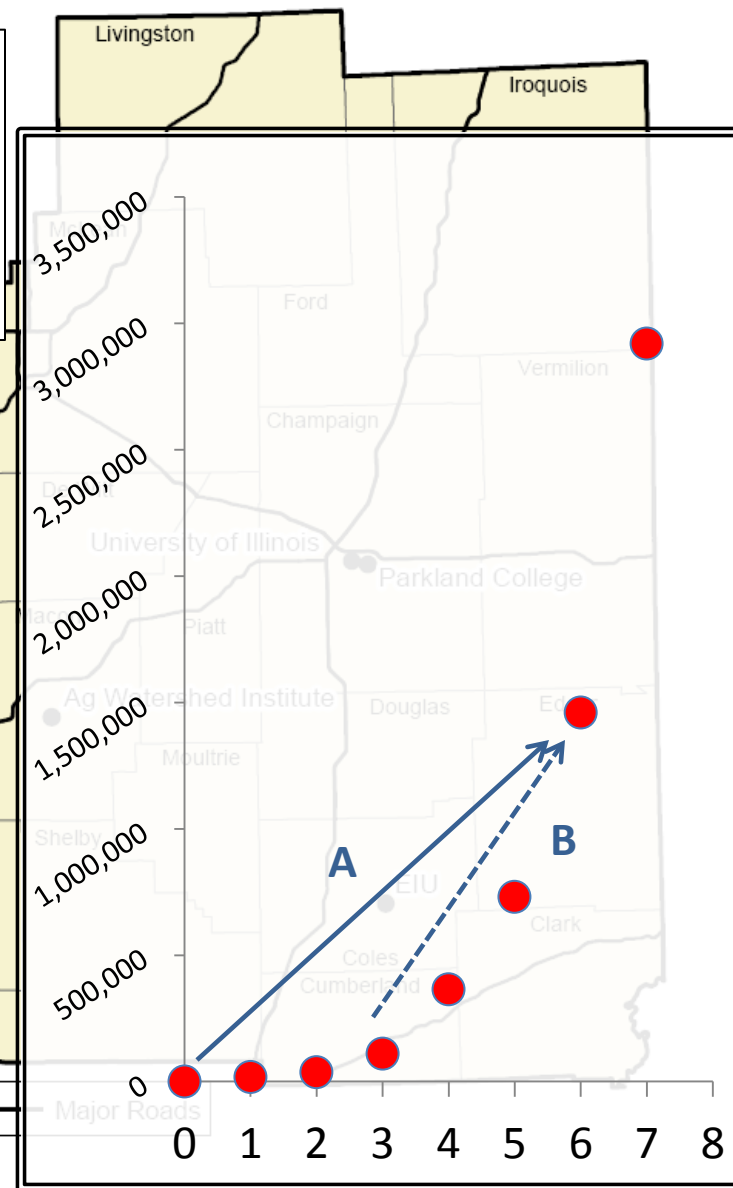 Livingston
Iroquois
3,500,000
Ford
3,000,000
Vermilion
Champaign
2,500,000
University of Illinois
Parkland College
2,000,000
Piatt
Ag Watershed Institute
Douglas
1,500,000
Moultrie
Shelby
1,000,000
A
B
EIU
Clark
Coles
500,000
Cumberland
0
Major Roads
0 1 2 3 4 5 6 7 8